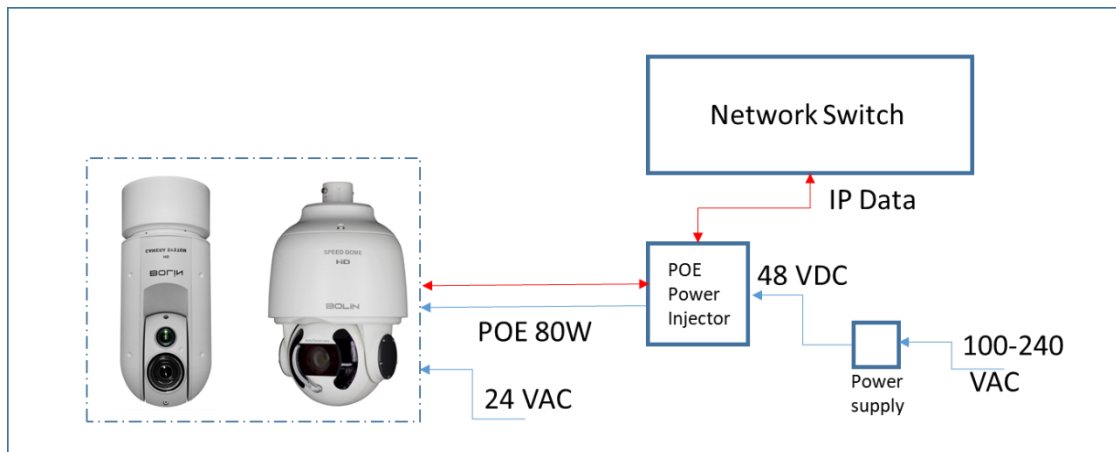 Network Switch
IP Data
SPEED DOME
HD
BOLIN
BOLIN
POE
Power
Injector
48 VDC
POE 80W
24 VAC
Power
supply
100-240
VAC